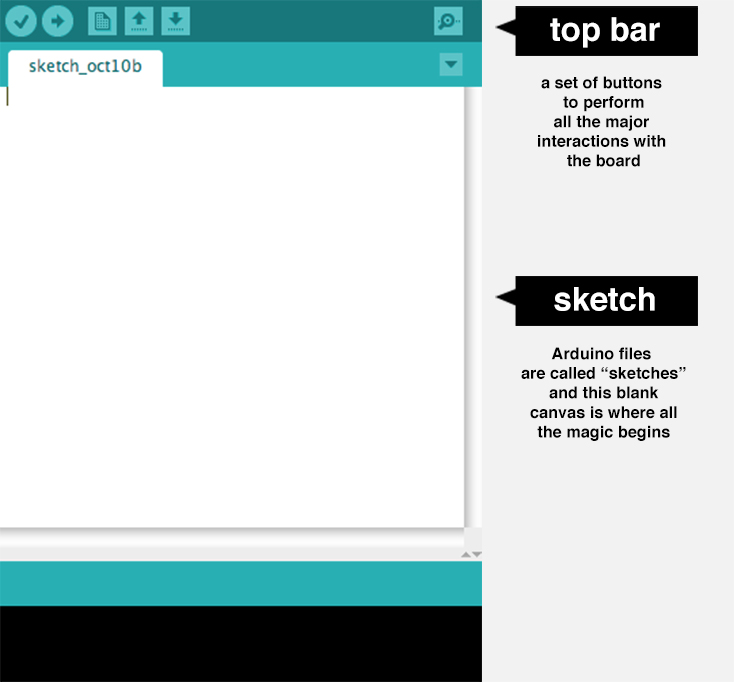 sketch_oct10b
top bar
a set of buttons
to perform
all the major
interactions with
the board
sketch
Arduino files
are called “sketches”
and this blank
canvas is where all
the magic begins